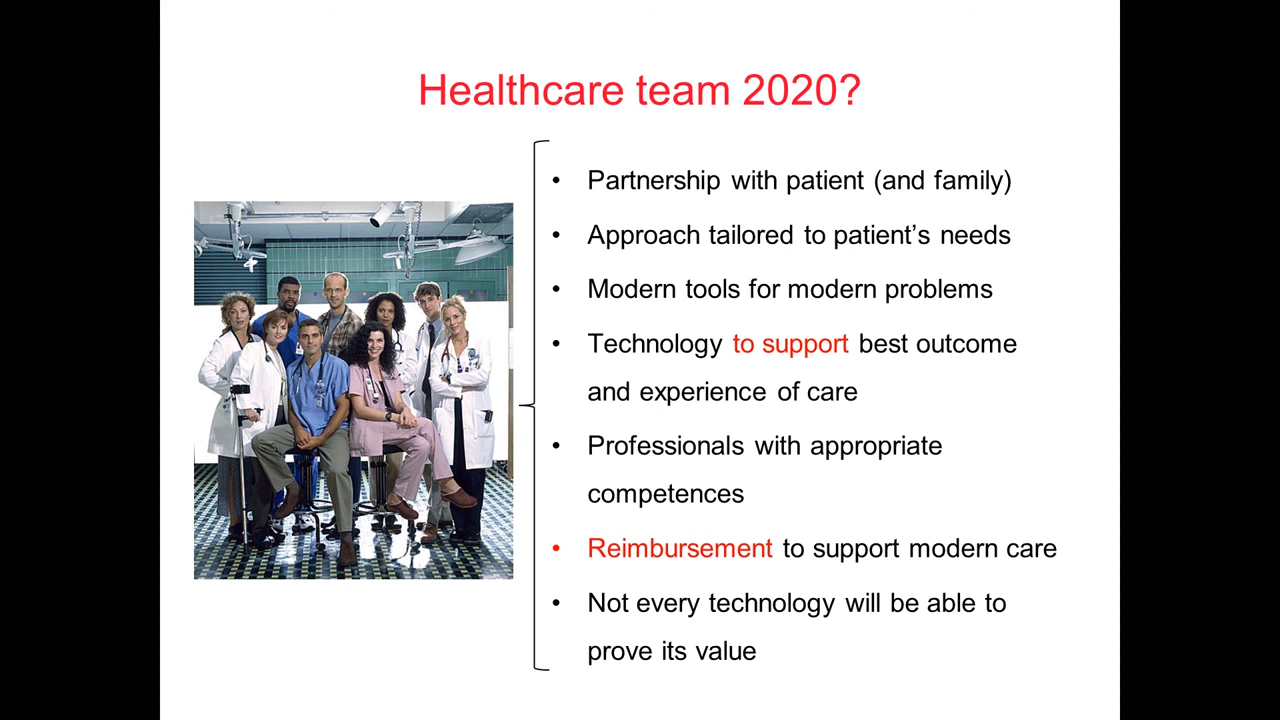 Healthcare team 2020?
• Partnership with patient (and family)
• Approach tailored to patient’s needs
• Modern tools for modern problems
• Technology to support best outcome
and experience of care
• Professionals with appropriate
competences
• Reimbursement to support modern care
• Not every technology will be able to
prove its value